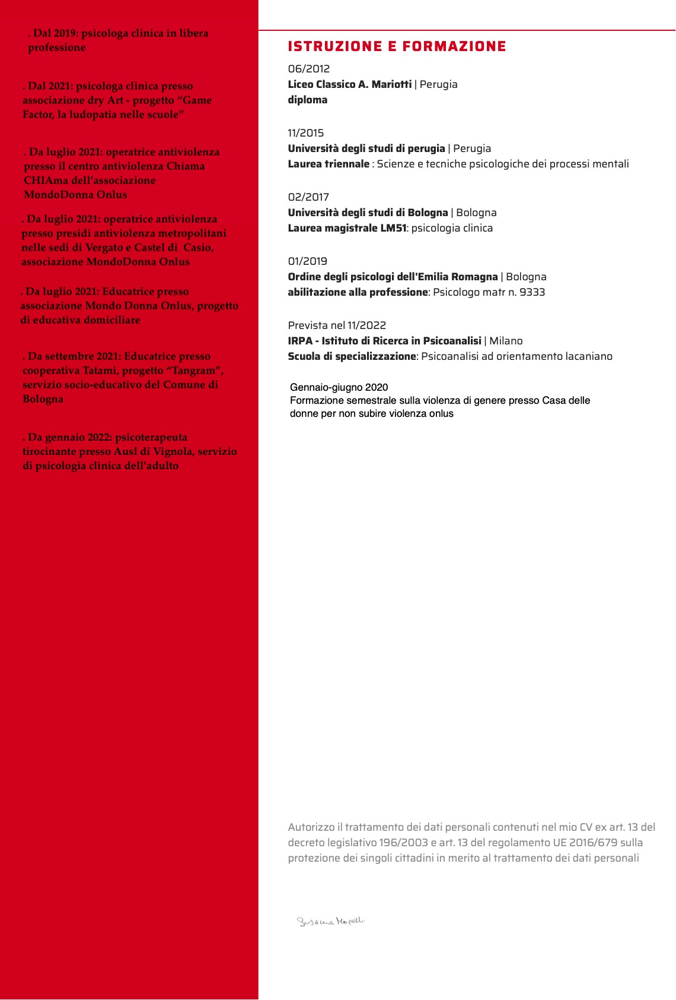 . Dal 2019: psicologa clinica in libera
professione
. Dal 2021: psicologa clinica presso
associazione dry Art - progetto “Game
Factor, la ludopatia nelle scuole”
. Da luglio 2021: operatrice antiviolenza
presso il centro antiviolenza Chiama
CHIAma dell’associazione
MondoDonna Onlus
. Da luglio 2021: operatrice antiviolenza
presso presidi antiviolenza metropolitani
nelle sedi di Vergato e Castel di  Casio,
associazione MondoDonna Onlus
. Da luglio 2021: Educatrice presso
associazione Mondo Donna Onlus, progetto
di educativa domiciliare
. Da settembre 2021: Educatrice presso
cooperativa Tatami, progetto “Tangram”,
servizio socio-educativo del Comune di
Bologna
. Da gennaio 2022: psicoterapeuta
tirocinante presso Ausl di Vignola, servizio
di psicologia clinica dell’adulto
ISTRUZIONE E FORMAZIONE
06/2012
Liceo Classico A. Mariotti | Perugia
diploma
11/2015
Università degli studi di perugia | Perugia
Laurea triennale : Scienze e tecniche psicologiche dei processi mentali
02/2017
Università degli studi di Bologna | Bologna
Laurea magistrale LM51: psicologia clinica
01/2019
Ordine degli psicologi dell'Emilia Romagna | Bologna
abilitazione alla professione: Psicologo matr n. 9333
Prevista nel 11/2022
IRPA - Istituto di Ricerca in Psicoanalisi | Milano
Scuola di specializzazione: Psicoanalisi ad orientamento lacaniano
Gennaio-giugno 2020
Formazione semestrale sulla violenza di genere presso Casa delle
donne per non subire violenza onlus
Autorizzo il trattamento dei dati personali contenuti nel mio CV ex art. 13 del
decreto legislativo 196/2003 e art. 13 del regolamento UE 2016/679 sulla
protezione dei singoli cittadini in merito al trattamento dei dati personali
Susanna Mopelli